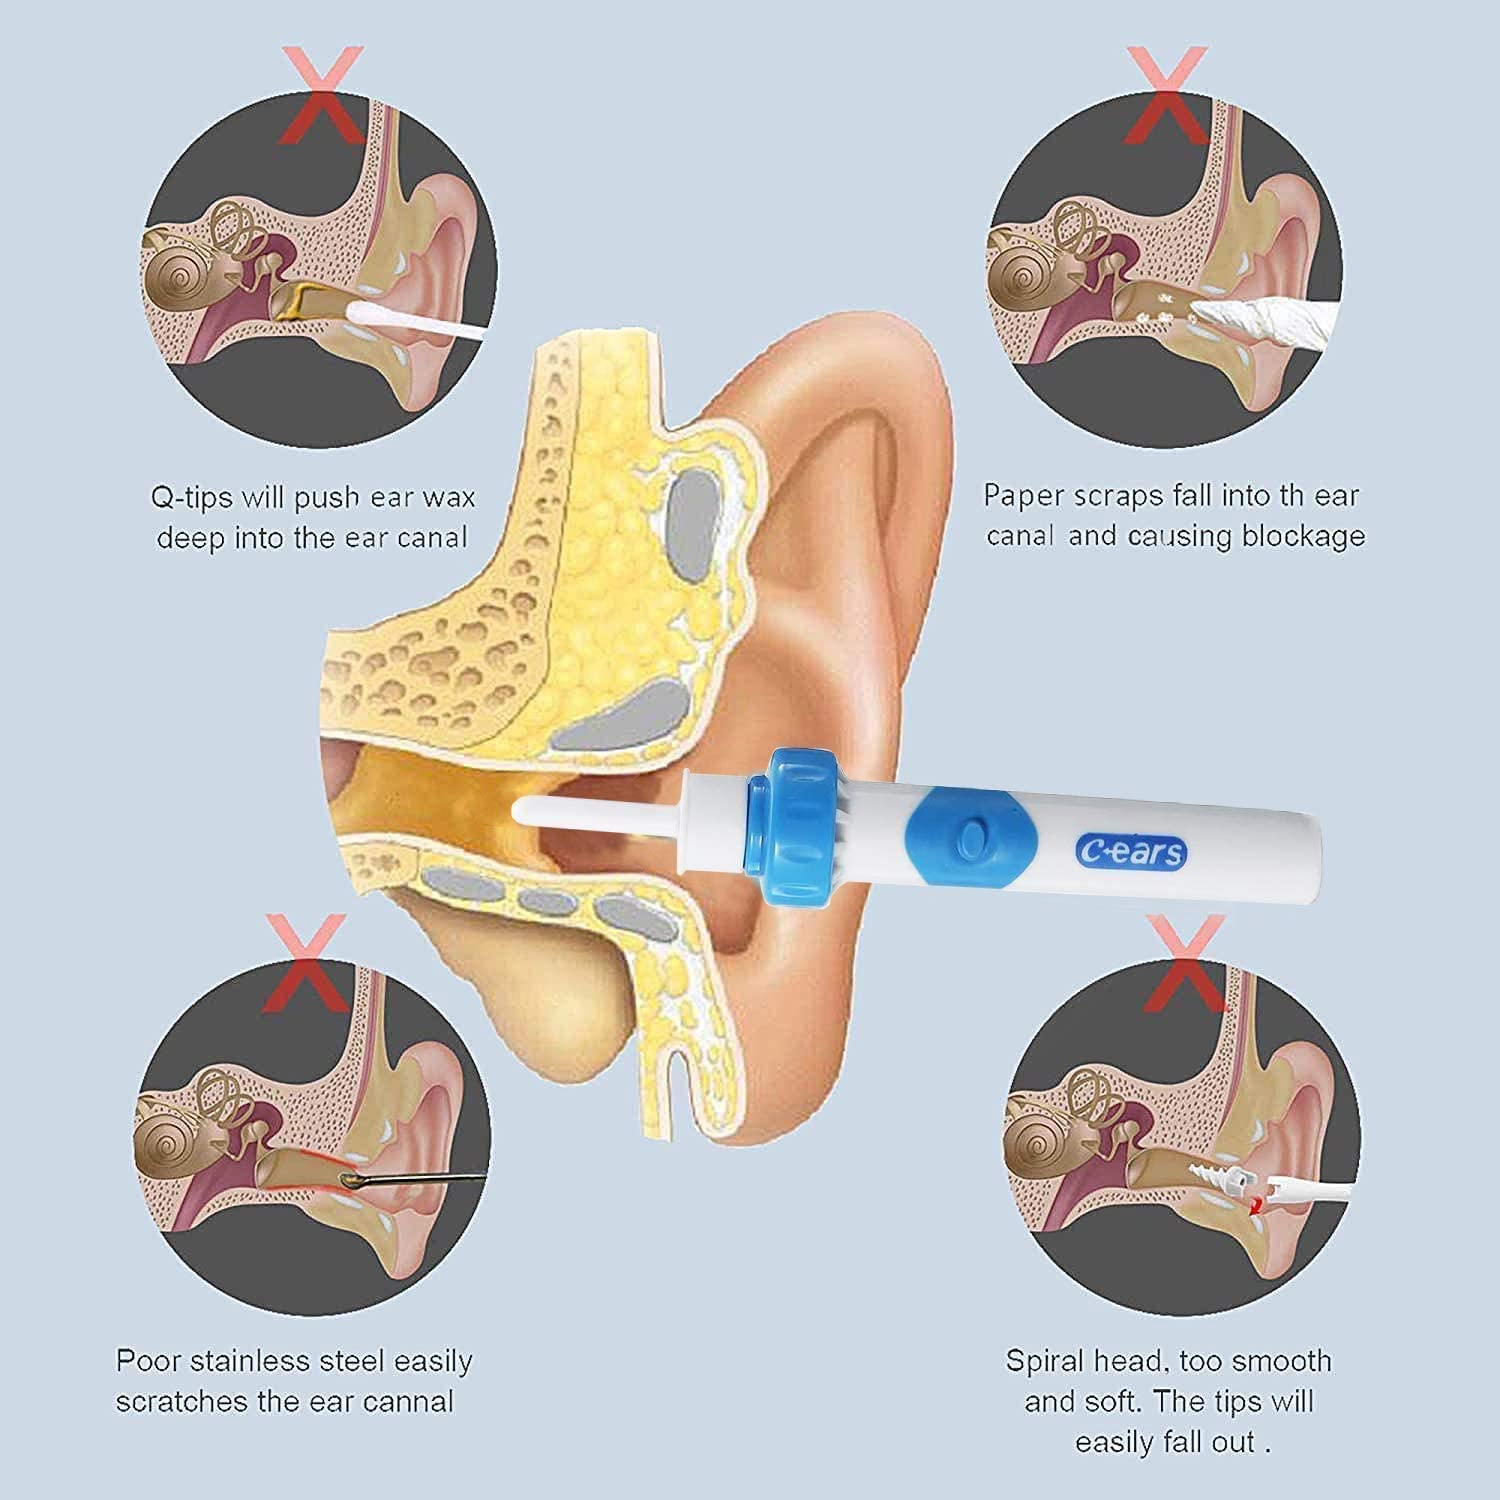 X
X
Q-tips will push ear wax
deep into the ear canal
Paper scraps fall into th ear
canal and causing blockage
c-ears
X
X
Poor stainless steel easily
scratches the ear cannal
Spiral head, too smooth
and soft. The tips will
easily fall out .